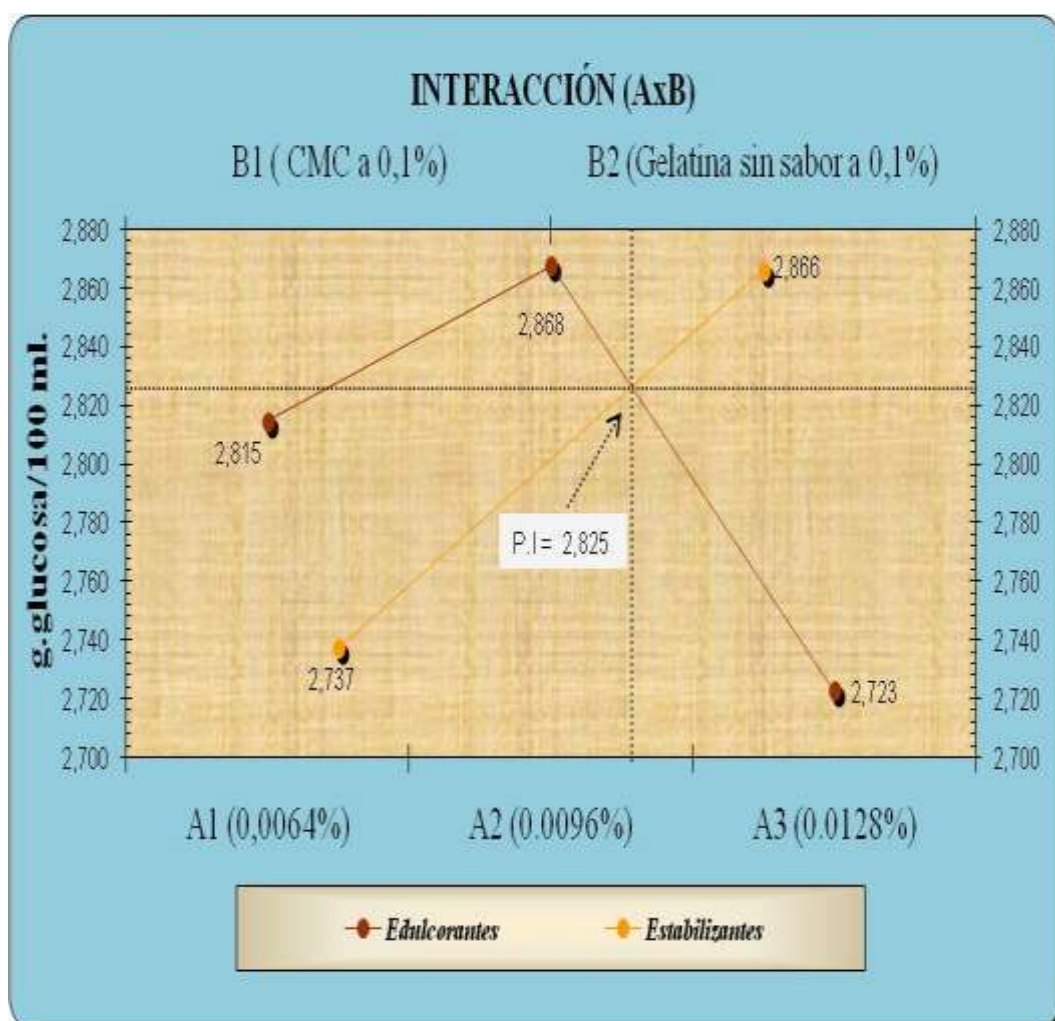 INTERACCIÓN (AxB)
B1 ( CMC a 0,1%) B2 (Gelatina sin sabor a 0,1%)
g.glucosa/100 ml.
2,880 2,880
2,860 2,866 2,860
2,868
2,840 2,840
2,820 2,820
2,815
2,800 2,800
2,780 2,780
P.I = 2,825
2,760 2,760
2,740 2,740
2,737 2,723
2,720 2,720
2,700 2,700
A1 (0,0064%) A2 (0.0096%) A3 (0.0128%)
Edulcorantes Estabilizantes